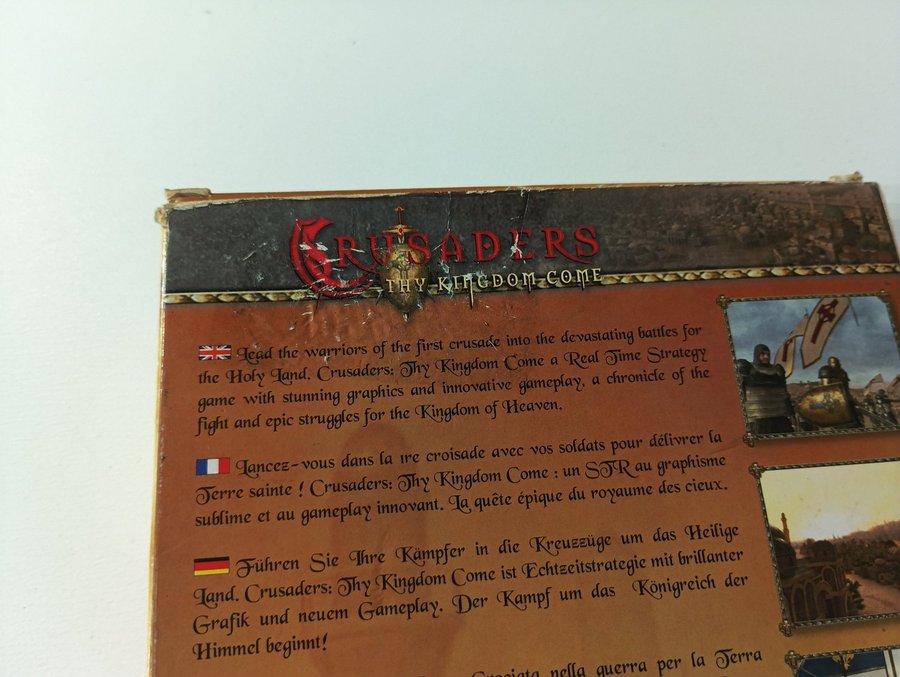 CRUSADERS
THY KINGDOM COME
Lead the warriors of the first crusade into the devastating battles for
the Holy Land. Crusaders: Thy Kingdom Come a Real Time Strategy
game with stunning graphics and innovative gameplay, a chronicle of the
fight and epic struggles for the Kingdom of Heaven.
Lancez-vous dans la 1re croisade avec vos soldats pour délivrer la
Terre sainte ! Crusaders: Thy Kingdom Come : un STR au graphisme
sublime et au gameplay innovant. La quête épique du royaume des cieux.
Führen Sie Ihre Kämpfer in die Kreuzzüge um das Heilige
Land. Crusaders: Thy Kingdom Come ist Echtzeitstrategie mit brillanter
Grafik und neuem Gameplay. Der Kampf um das Königreich der
Himmel beginnt!
Crociata nella guerra per la Terra